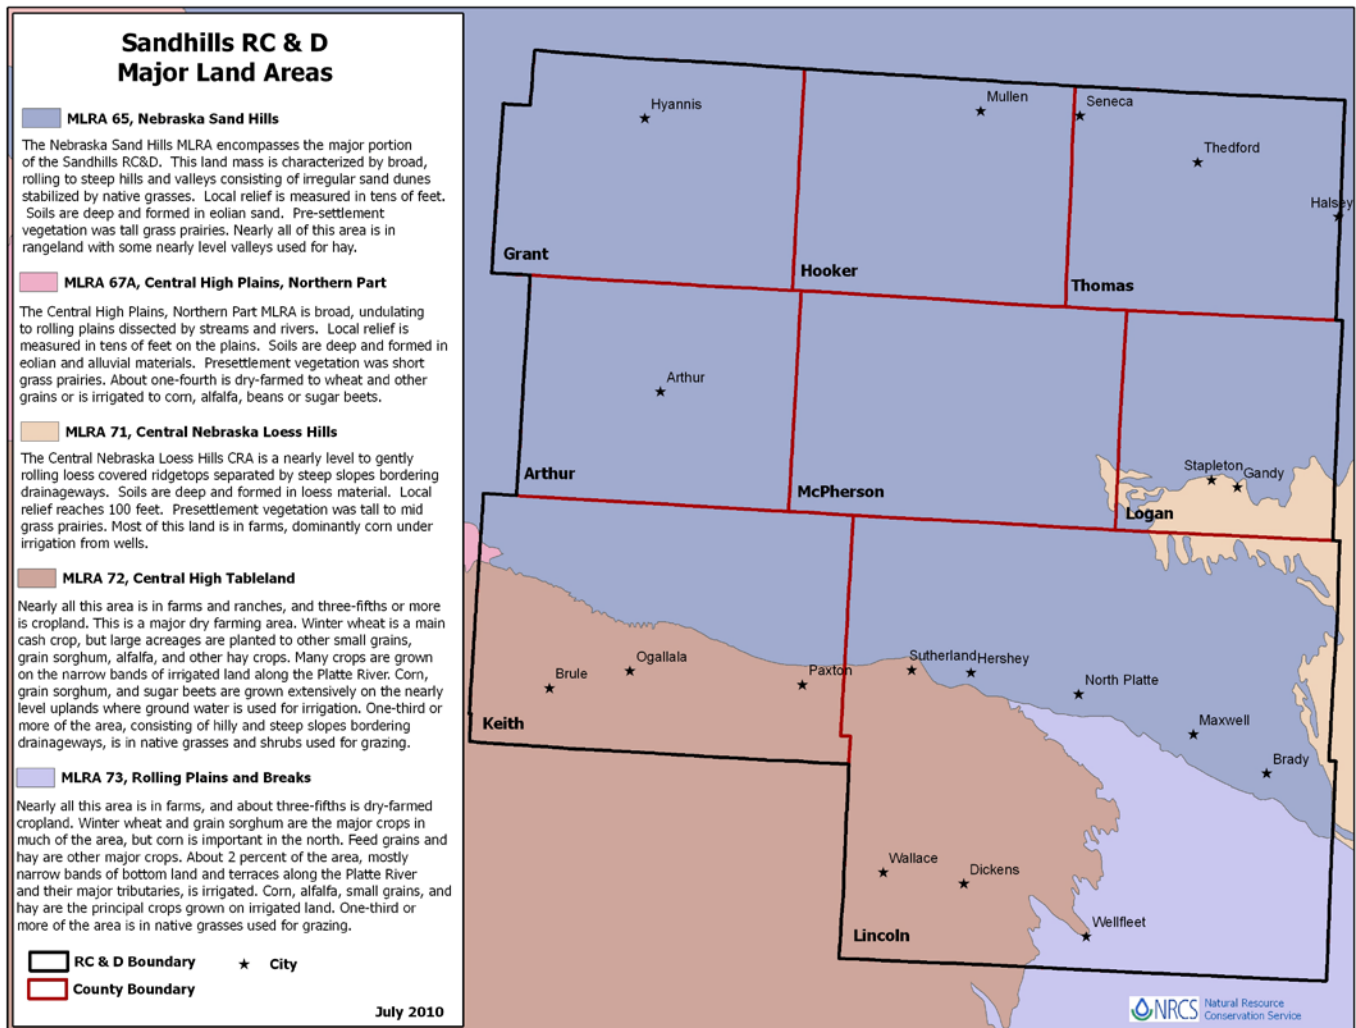 Sandhills RC & D
Major Land Areas
MLRA 65, Nebraska Sand Hills
The Nebraska Sand Hills MLRA encompasses the major portion
of the Sandhills RC&D. This land mass is characterized by broad,
rolling to steep hills and valleys consisting of irregular sand dunes
stabilized by native grasses. Local relief is measured in tens of feet.
Soils are deep and formed in eolian sand. Pre-settlement
vegetation was tall grass prairies. Nearly all of this area is in
rangeland with some nearly level valleys used for hay.
MLRA 67A, Central High Plains, Northern Part
The Central High Plains, Northern Part MLRA is broad, undulating
to rolling plains dissected by streams and rivers. Local relief is
measured in tens of feet on the plains. Soils are deep and formed in
eolian and alluvial materials. Presettlement vegetation was short
grass prairies. About one-fourth is dry-farmed to wheat and other
grains or is irrigated to corn, alfalfa, beans or sugar beets.
MLRA 71, Central Nebraska Loess Hills
The Central Nebraska Loess Hills CRA is a nearly level to gently
rolling loess covered ridgetops separated by steep slopes bordering
drainageways. Soils are deep and formed in loess material. Local
relief reaches 100 feet. Presettlement vegetation was tall to mid
grass prairies. Most of this land is in farms, dominantly corn under
irrigation from wells.
MLRA 72, Central High Tableland
Nearly all this area is in farms and ranches, and three-fifths or more
is cropland. This is a major dry farming area. Winter wheat is a main
cash crop, but large acreages are planted to other small grains,
grain sorghum, alfalfa, and other hay crops. Many crops are grown
on the narrow bands of irrigated land along the Platte River. Corn,
grain sorghum, and sugar beets are grown extensively on the nearly
level uplands where ground water is used for irrigation. One-third or
more of the area, consisting of hilly and steep slopes bordering
drainageways, is in native grasses and shrubs used for grazing.
MLRA 73, Rolling Plains and Breaks
Nearly all this area is in farms, and about three-fifths is dry-farmed
cropland. Winter wheat and grain sorghum are the major crops in
much of the area, but corn is important in the north. Feed grains and
hay are other major crops. About 2 percent of the area, mostly
narrow bands of bottom land and terraces along the Platte River
and their major tributaries, is irrigated. Corn, alfalfa, small grains, and
hay are the principal crops grown on irrigated land. One-third or
more of the area is in native grasses used for grazing.
RC & D Boundary
City
County Boundary
July 2010
Hyannis
Mullen
Seneca
Thedford
Halsey
Grant
Hooker
Thomas
Arthur
Arthur
McPherson
Stapleton
Gandy
Logan
Brule
Ogallala
Paxton
Sutherland
Hershey
North Platte
Maxwell
Brady
Keith
Wallace
Dickens
Wellfleet
Lincoln
NRCS
Natural Resource
Conservation Service